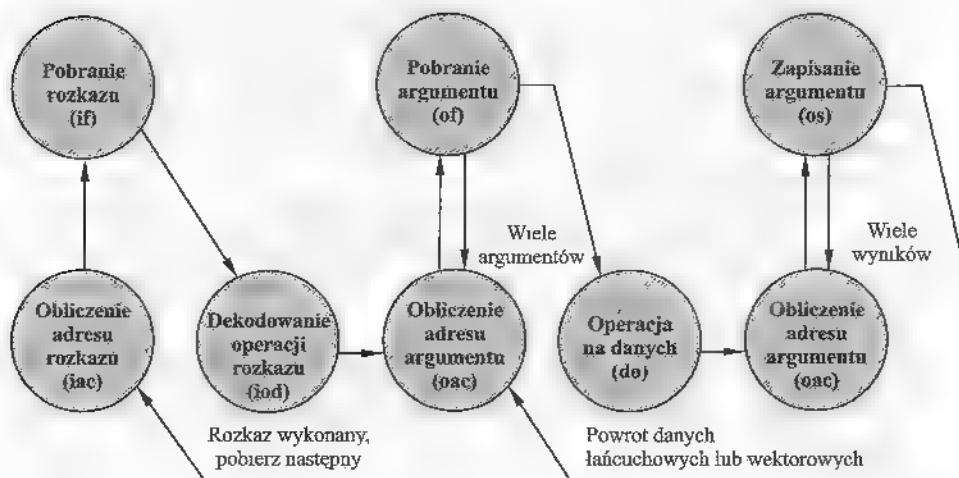 Pobranie
rozkazu
(if)
Pobranie
argumentu
(of)
Zapisanie
argumentu
(os)
Wiele
argumentów
Wiele
wyników
Obliczenie
adresu
rozkazu
(iac)
Dekodowanie
operacji
rozkazu
(iod)
Obliczenie
adresu
argumentu
(oac)
Operacja
na danych
(do)
Obliczenie
adresu
argumentu
(oac)
Rozkaz wykonany,
pobierz następny
Powrot danych
łańcuchowych lub wektorowych